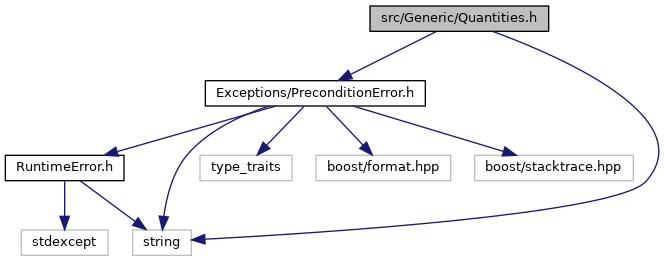 src/Generic/Quantities.h
Exceptions/PreconditionError.h
RuntimeError.h
type_traits
boost/format.hpp
boost/stacktrace.hpp
stdexcept
string